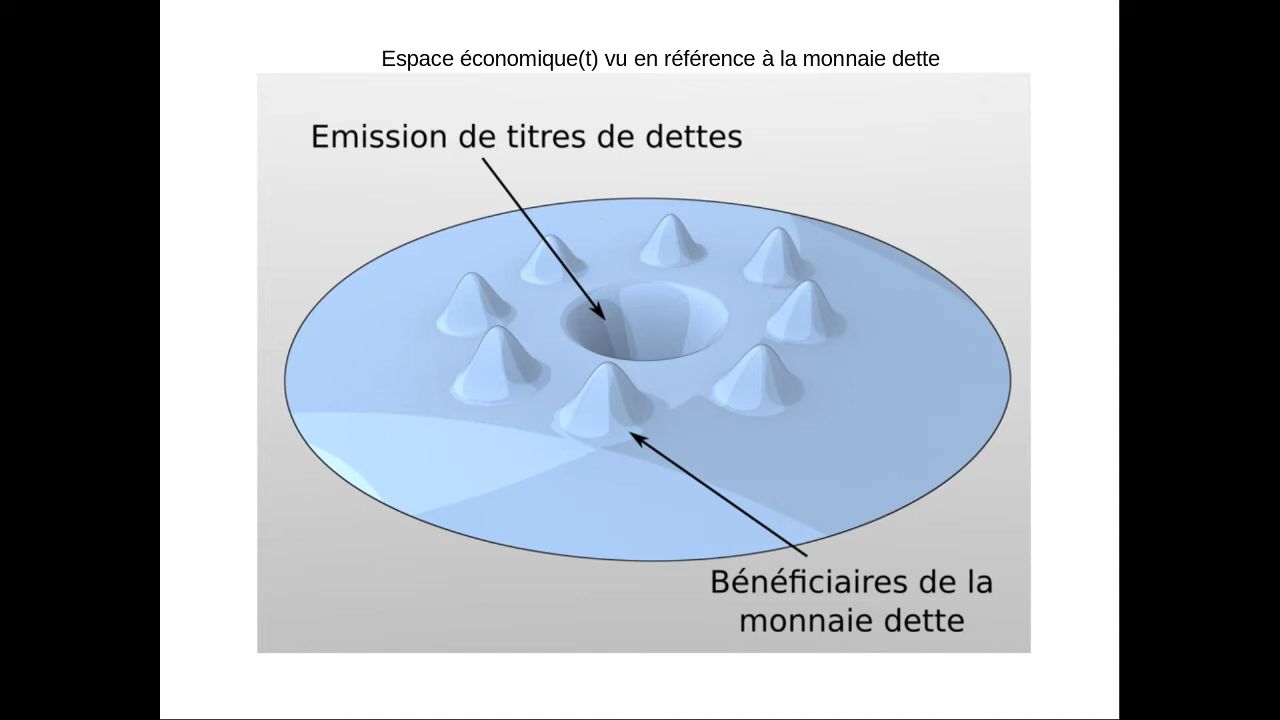 Espace économique(t) vu en référence à la monnaie dette
Emission de titres de dettes
Bénéficiaires de la
monnaie dette